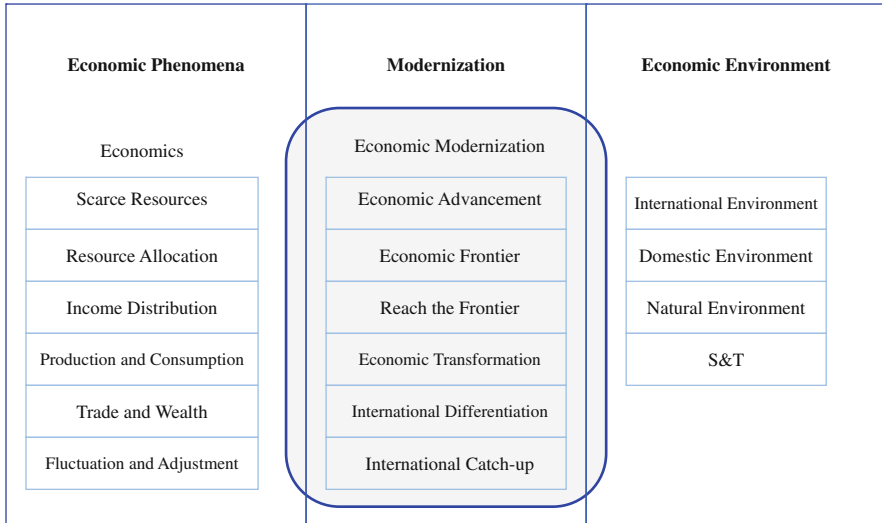 Economic Phenomena
Modernization
Economic Environment
Economics
Economic Modernization
Scarce Resources
Economic Advancement
International Environment
Resource Allocation
Economic Frontier
Domestic Environment
Income Distribution
Reach the Frontier
Natural Environment
Production and Consumption
Economic Transformation
S&T
Trade and Wealth
International Differentiation
Fluctuation and Adjustment
International Catch-up